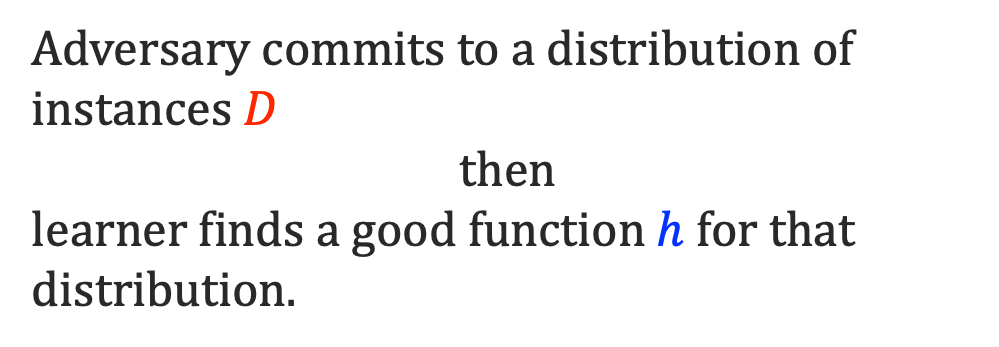 Adversary commits to a distribution of
instances D
then
learner finds a good function h for that
distribution.